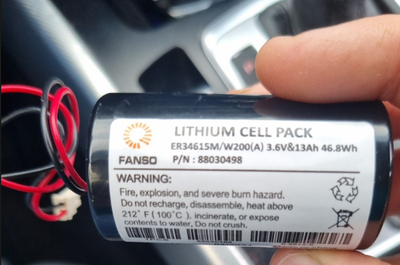 LITHIUM CELL PACK
ER34615M/W200(A) 3.6V&13Ah 46.8Wh
FANSO
P/N : 88030498
WARNING:
Fire, explosion, and severe burn hazard.
Do not recharge, disassemble, heat above
212°F (100°C), incinerate, or expose
contents to water. Do not crush.